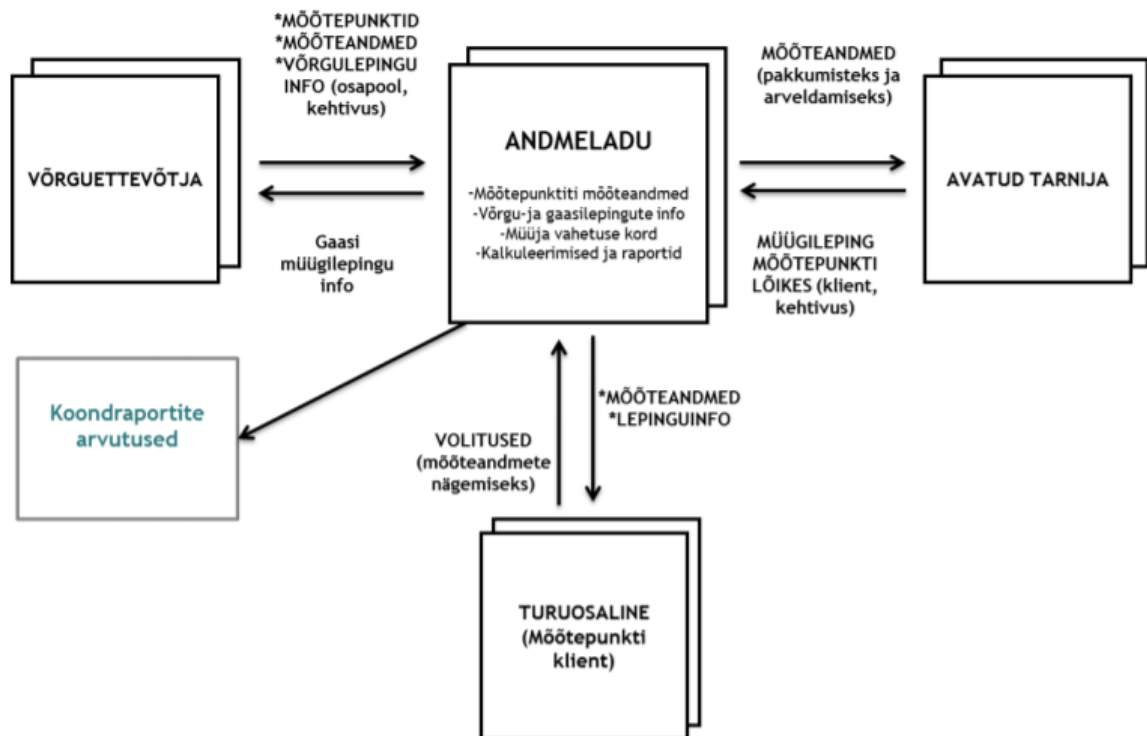 *MÕÕTEPUNKTID
*MÕÕTEANDMED
*VÕRGULEPINGU
INFO (osapool,
kehtivus)
VÕRGUETTEVÕTJA
Gaasi
müügilepingu
info
ANDMELADU
-Mõõtepunktiti mõõteandmed
-Võrgu-ja gaasilepingute info
-Müüja vahetuse kord
-Kalkuleerimised ja raportid
MÕÕTEANDMED
(pakkumisteks ja
arveldamiseks)
AVATUD TARNIJA
MÜÜGILEPING
MÕÕTEPUNKTI
LÕIKES (klient,
kehtivus)
Koondraportite
arvutused
VOLITUSED
(mõõteandmete
nägemiseks)
*MÕÕTEANDMED
*LEPINGUINFO
TURUOSALINE
(Mõõtepunkti
klient)